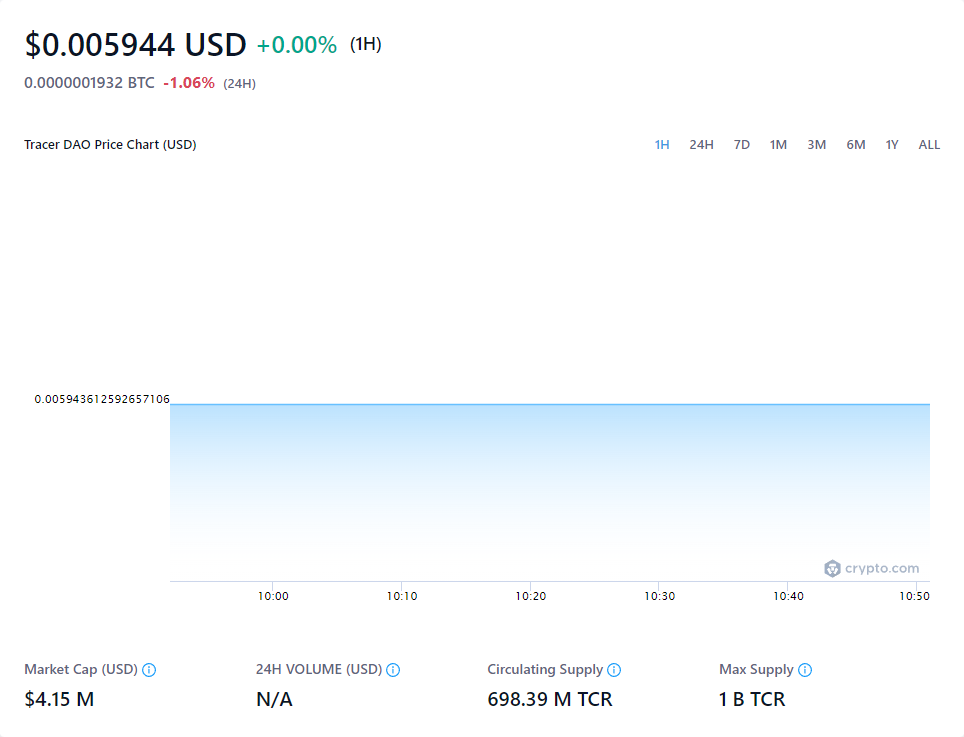 $0.005944 USD +0.00% (1H)
0.0000001932 BTC -1.06% (24H)
Tracer DAO Price Chart (USD) 1H 24H 7D 1M 3M 6M 1Y ALL
0.005943612592657106
crypto.com
10:00 10:10 10:20 10:30 10:40 10:50
Market Cap (USD) 24H VOLUME (USD) Circulating Supply Max Supply
$4.15 M N/A 698.39 M TCR 1 B TCR